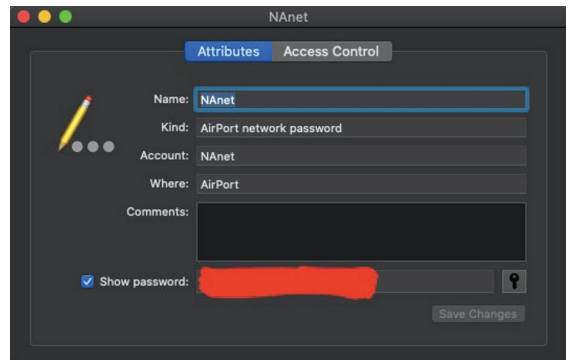 NAnet
Attributes Access Control
Name: NAnet
Kind: AirPort network password
Account: NAnet
Where: AirPort
Comments:
Show password:
Save Changes